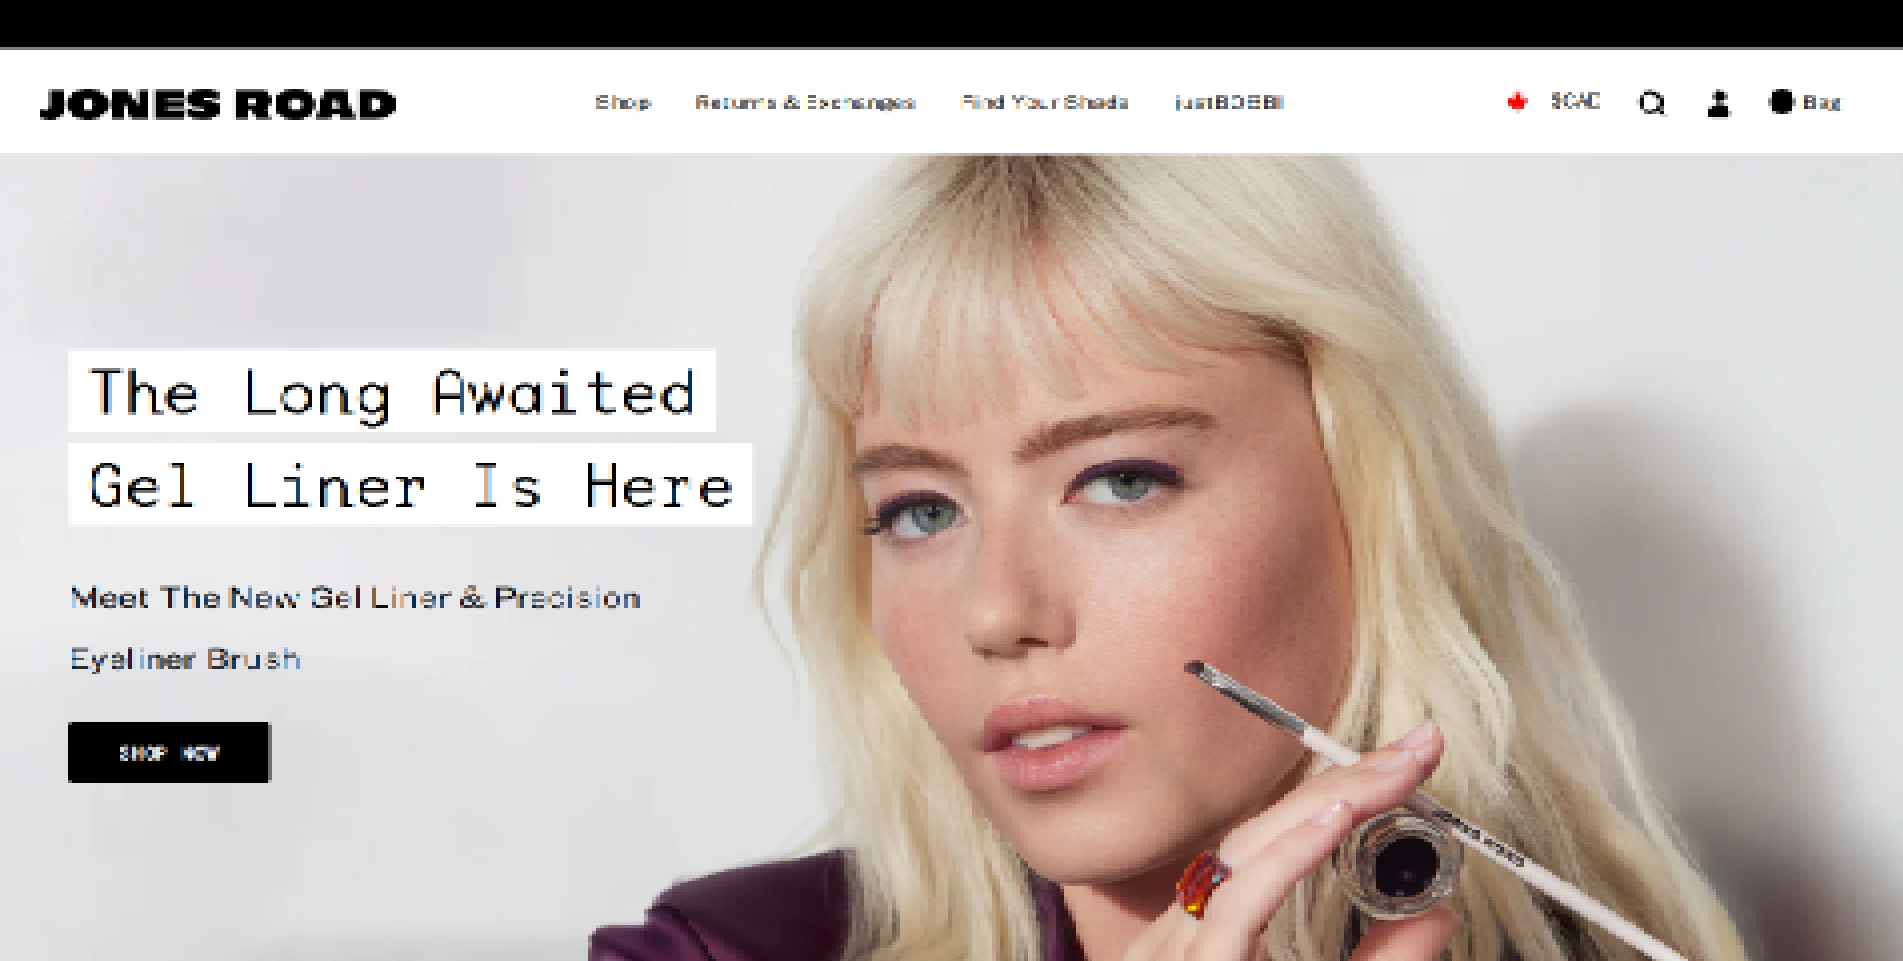 JONES ROAD
Shop
Returns & Exchanges
Find Your Shade
justBOBBI
$CAD
Bag
The Long Awaited
Gel Liner Is Here
Meet The New Gel Liner & Precision
Eyeliner Brush
SHOP NOW